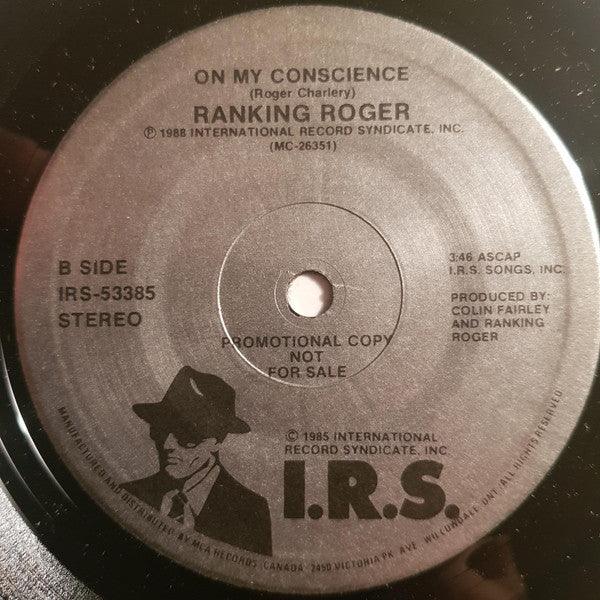 ON MY CONSCIENCE
(Roger Charlery)
RANKING ROGER
Ⓟ 1988 INTERNATIONAL RECORD SYNDICATE, INC.
(MC-26351)
B SIDE
IRS-53385
STEREO
3:46 ASCAP
I.R.S. SONGS, INC.
PRODUCED BY:
COLIN FAIRLEY
AND RANKING
ROGER
PROMOTIONAL COPY
NOT
FOR SALE
© 1985 INTERNATIONAL
RECORD SYNDICATE, INC.
I.R.S.
MANUFACTURED AND DISTRIBUTED BY MCA RECORDS CANADA · 2450 VICTORIA PK. AVE. WILLOWDALE ONT. ALL RIGHTS RESERVED